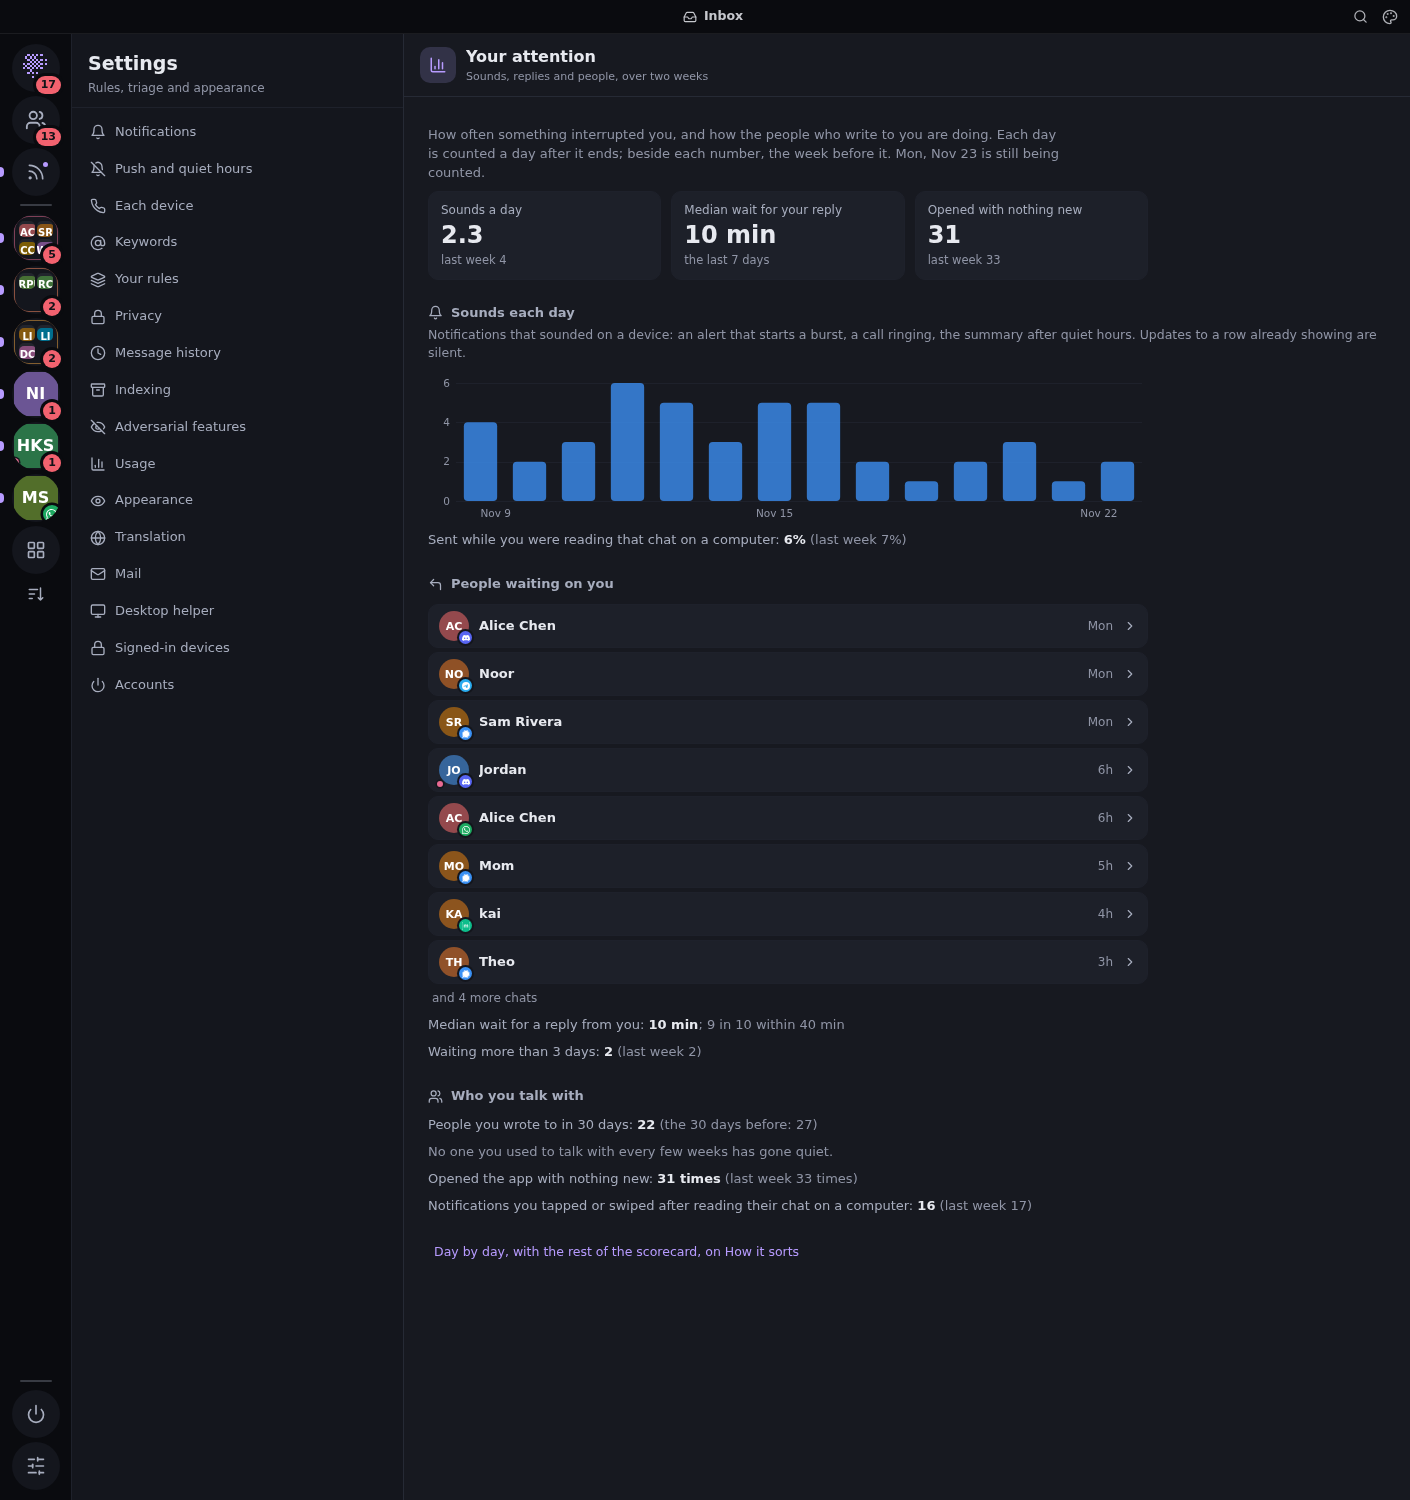 Inbox
17
13
AC SR
CC
5
RP RC
2
LI LI
DC
2
NI
1
HKS
1
MS
Settings
Rules, triage and appearance
Notifications
Push and quiet hours
Each device
Keywords
Your rules
Privacy
Message history
Indexing
Adversarial features
Usage
Appearance
Translation
Mail
Desktop helper
Signed-in devices
Accounts
Your attention
Sounds, replies and people, over two weeks
How often something interrupted you, and how the people who write to you are doing. Each day
is counted a day after it ends; beside each number, the week before it. Mon, Nov 23 is still being
counted.
Sounds a day
2.3
last week 4
Median wait for your reply
10 min
the last 7 days
Opened with nothing new
31
last week 33
Sounds each day
Notifications that sounded on a device: an alert that starts a burst, a call ringing, the summary after quiet hours. Updates to a row already showing are
silent.
6
4
2
0
Nov 9
Nov 15
Nov 22
Sent while you were reading that chat on a computer: 6% (last week 7%)
People waiting on you
AC Alice Chen Mon
NO Noor Mon
SR Sam Rivera Mon
JO Jordan 6h
AC Alice Chen 6h
MO Mom 5h
KA kai 4h
TH Theo 3h
and 4 more chats
Median wait for a reply from you: 10 min; 9 in 10 within 40 min
Waiting more than 3 days: 2 (last week 2)
Who you talk with
People you wrote to in 30 days: 22 (the 30 days before: 27)
No one you used to talk with every few weeks has gone quiet.
Opened the app with nothing new: 31 times (last week 33 times)
Notifications you tapped or swiped after reading their chat on a computer: 16 (last week 17)
Day by day, with the rest of the scorecard, on How it sorts